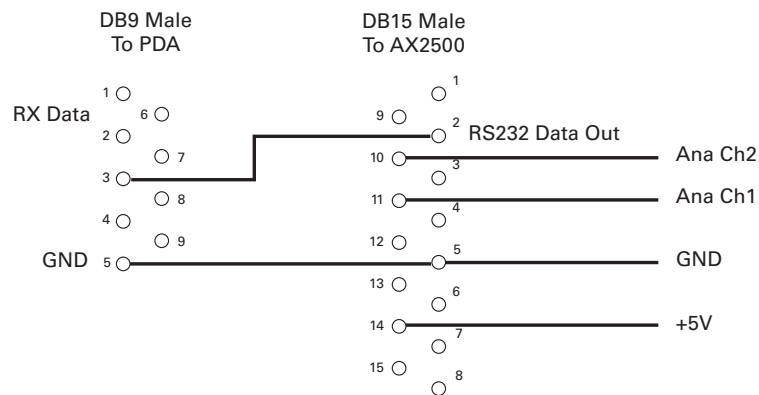 DB9 Male
To PDA
DB15 Male
To AX2500
1
RX Data
6
2
7
3
8
4
9
GND
5
1
9
2
RS232 Data Out
10
3
Ana Ch2
11
4
Ana Ch1
12
5
GND
13
6
14
7
+5V
15
8